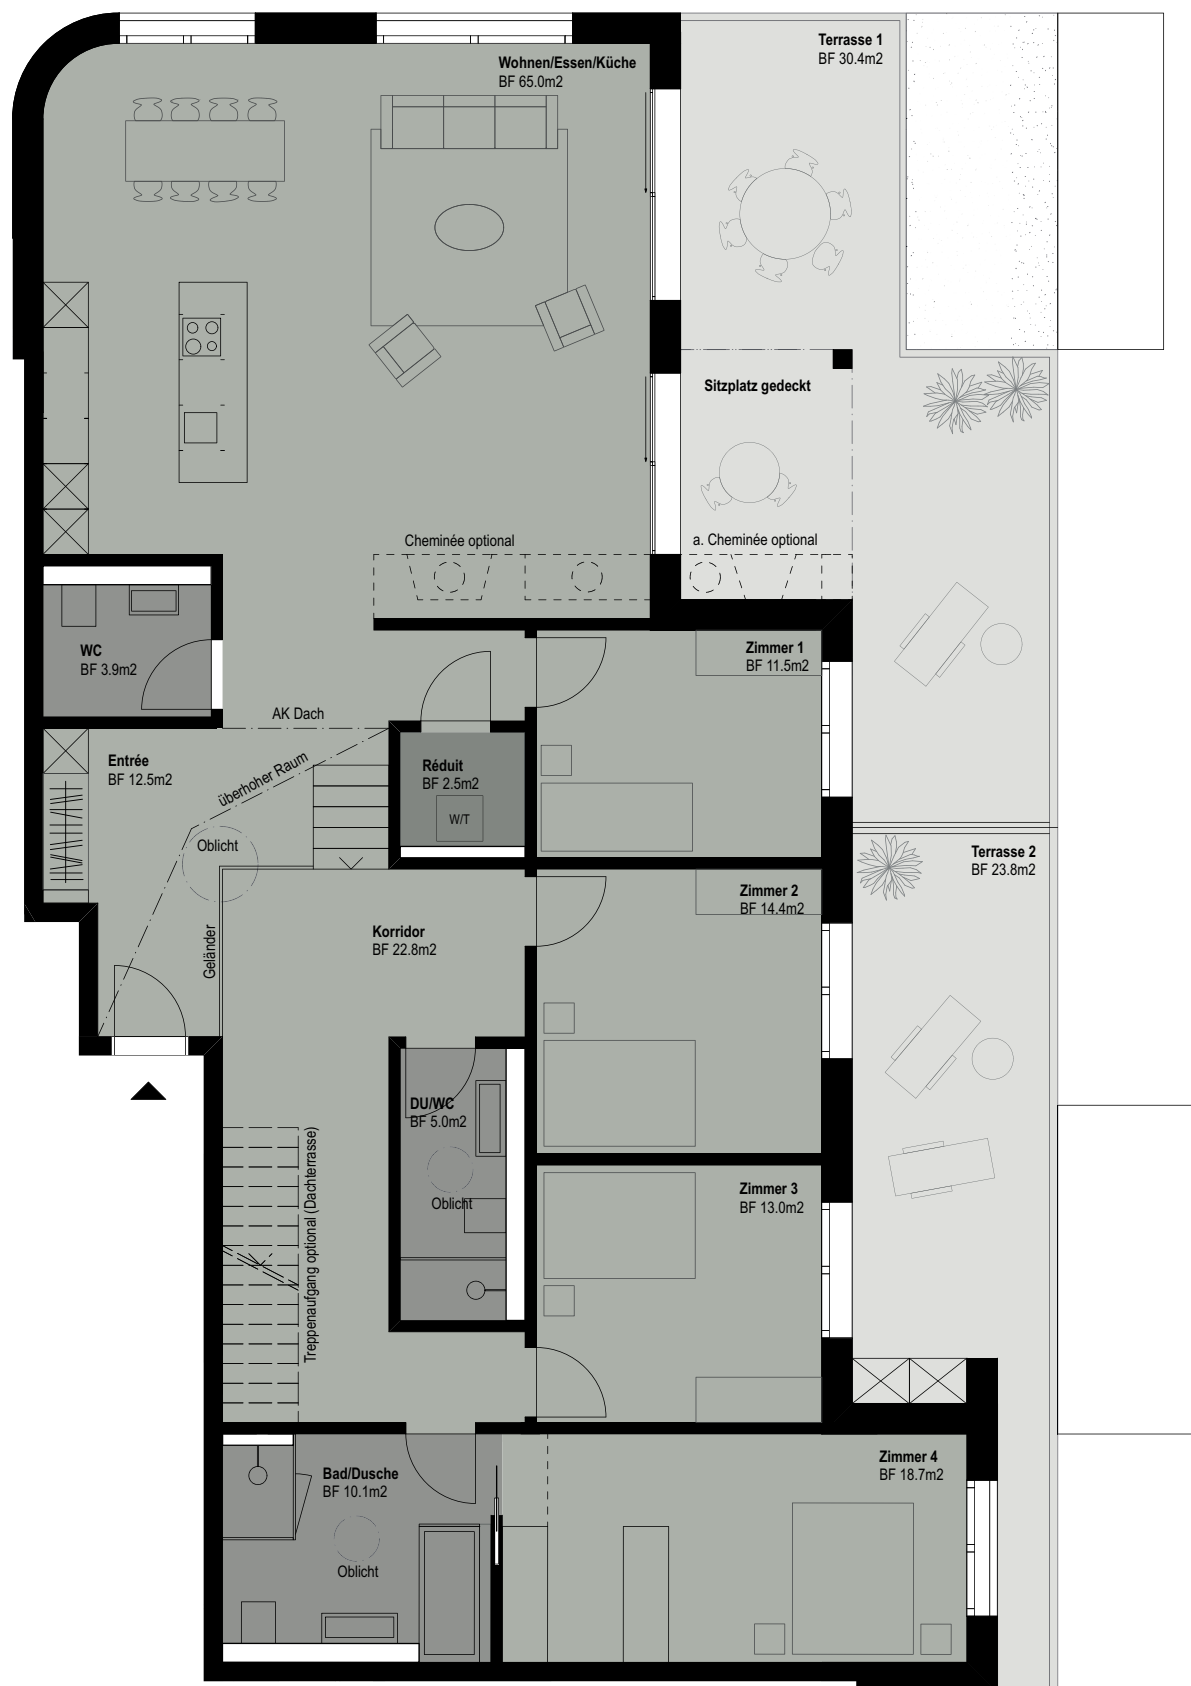 Wohnen/Essen/Küche
BF 65.0m2
Terrasse 1
BF 30.4m2
Sitzplatz gedeckt
Cheminée optional
a. Cheminée optional
WC
BF 3.9m2
Zimmer 1
BF 11.5m2
AK Dach
Entrée
BF 12.5m2
überhoher Raum
Réduit
BF 2.5m2
W/T
Oblicht
Terrasse 2
BF 23.8m2
Zimmer 2
BF 14.4m2
Korridor
BF 22.8m2
Geländer
DU/WC
BF 5.0m2
Oblicht
Zimmer 3
BF 13.0m2
Treppenaufgang optional (Dachterrasse)
Bad/Dusche
BF 10.1m2
Oblicht
Zimmer 4
BF 18.7m2